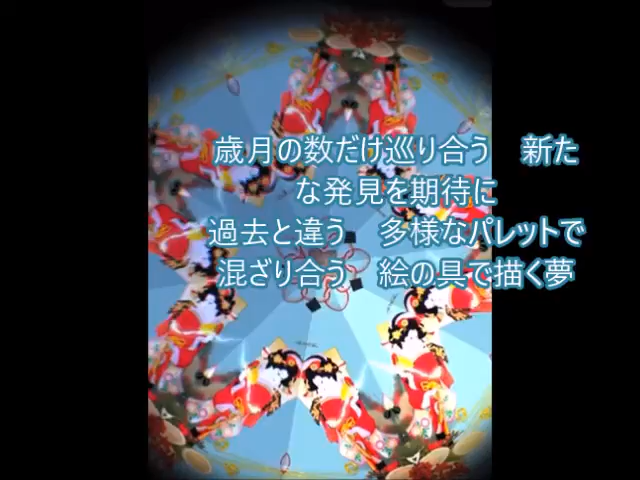 歳月の数だけ巡り合う　新た
な発見を期待に
過去と違う　多様なパレットで
混ざり合う　絵の具で描く夢